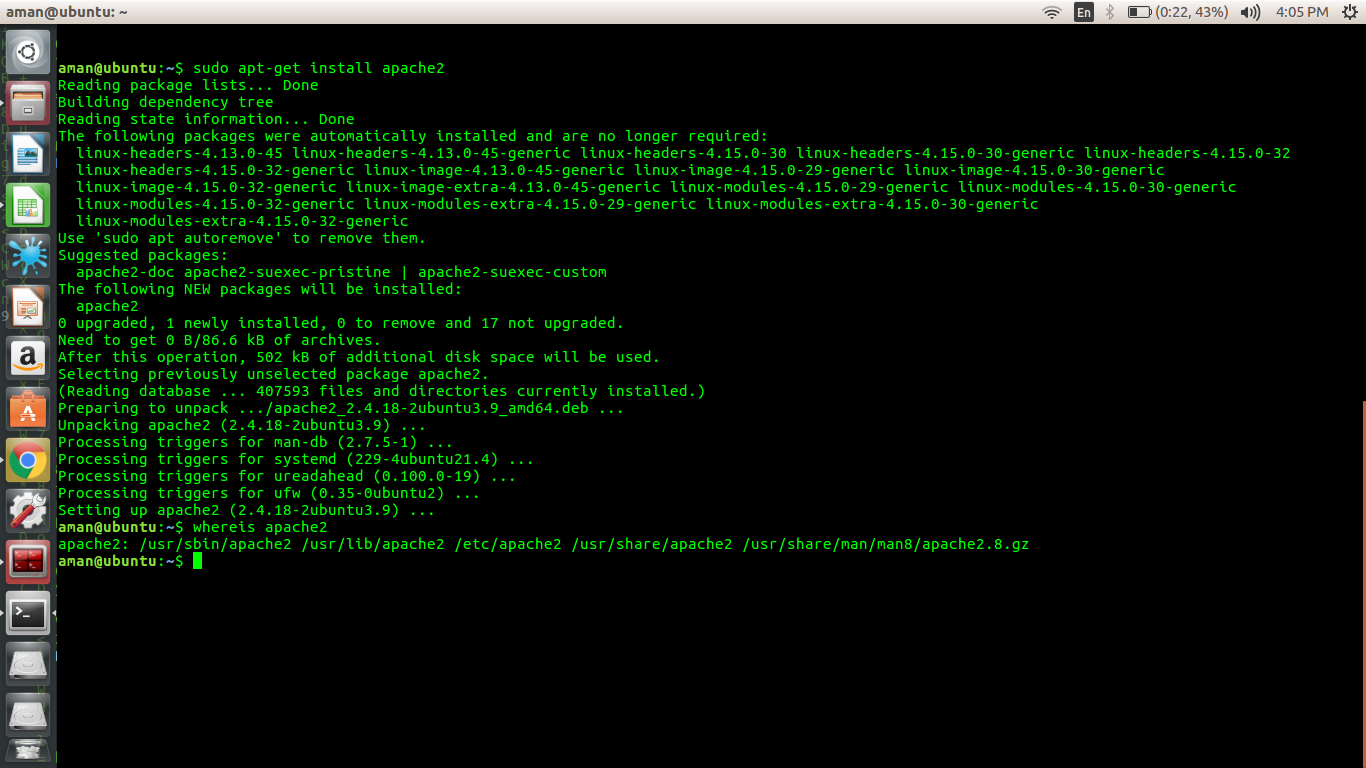 aman@ubuntu: ~
En
(0:22, 43%)
4:05 PM
aman@ubuntu:~$ sudo apt-get install apache2
Reading package lists... Done
Building dependency tree
Reading state information... Done
The following packages were automatically installed and are no longer required:
  linux-headers-4.13.0-45 linux-headers-4.13.0-45-generic linux-headers-4.15.0-30 linux-headers-4.15.0-30-generic linux-headers-4.15.0-32
  linux-headers-4.15.0-32-generic linux-image-4.13.0-45-generic linux-image-4.15.0-29-generic linux-image-4.15.0-30-generic
  linux-image-4.15.0-32-generic linux-image-extra-4.13.0-45-generic linux-modules-4.15.0-29-generic linux-modules-4.15.0-30-generic
  linux-modules-4.15.0-32-generic linux-modules-extra-4.15.0-29-generic linux-modules-extra-4.15.0-30-generic
  linux-modules-extra-4.15.0-32-generic
Use 'sudo apt autoremove' to remove them.
Suggested packages:
  apache2-doc apache2-suexec-pristine | apache2-suexec-custom
The following NEW packages will be installed:
  apache2
0 upgraded, 1 newly installed, 0 to remove and 17 not upgraded.
Need to get 0 B/86.6 kB of archives.
After this operation, 502 kB of additional disk space will be used.
Selecting previously unselected package apache2.
(Reading database ... 407593 files and directories currently installed.)
Preparing to unpack .../apache2_2.4.18-2ubuntu3.9_amd64.deb ...
Unpacking apache2 (2.4.18-2ubuntu3.9) ...
Processing triggers for man-db (2.7.5-1) ...
Processing triggers for systemd (229-4ubuntu21.4) ...
Processing triggers for ureadahead (0.100.0-19) ...
Processing triggers for ufw (0.35-0ubuntu2) ...
Setting up apache2 (2.4.18-2ubuntu3.9) ...
aman@ubuntu:~$ whereis apache2
apache2: /usr/sbin/apache2 /usr/lib/apache2 /etc/apache2 /usr/share/apache2 /usr/share/man/man8/apache2.8.gz
aman@ubuntu:~$